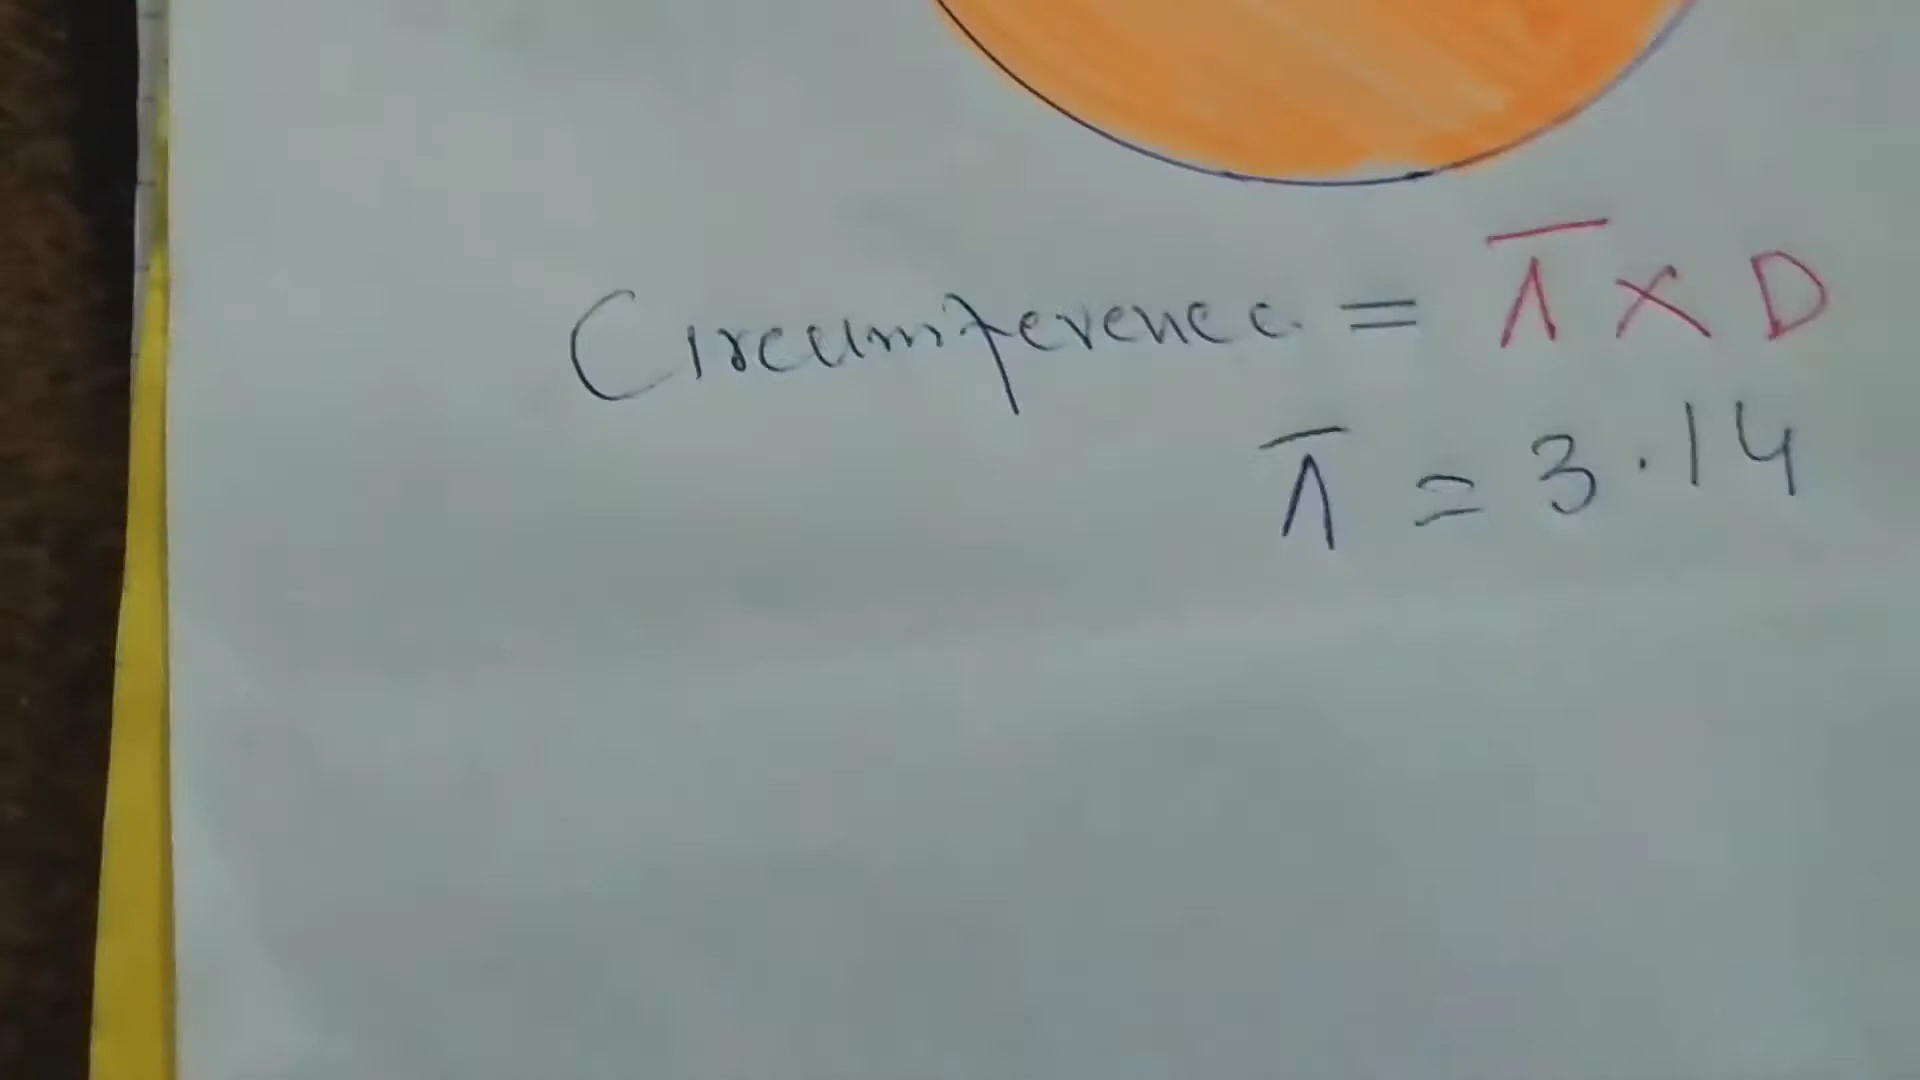 Circumference = π × D
π = 3.14